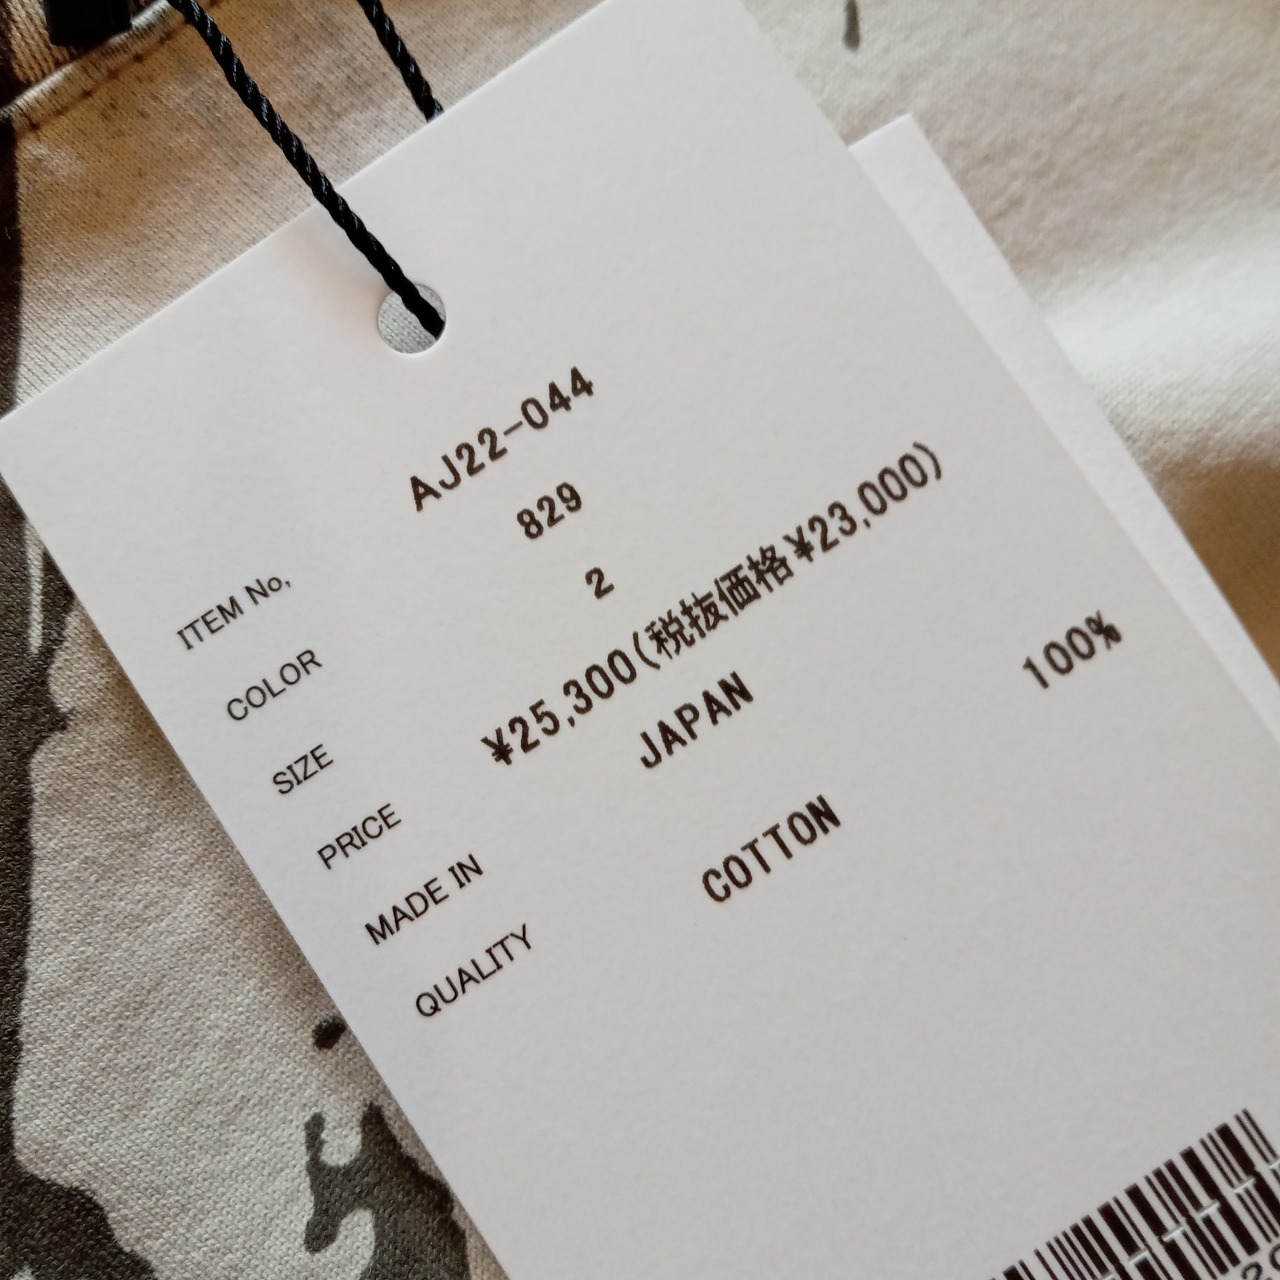 ITEM No, AJ22-044
COLOR 829
SIZE 2
PRICE ¥25,300(税抜価格¥23,000)
MADE IN JAPAN
QUALITY COTTON 100%